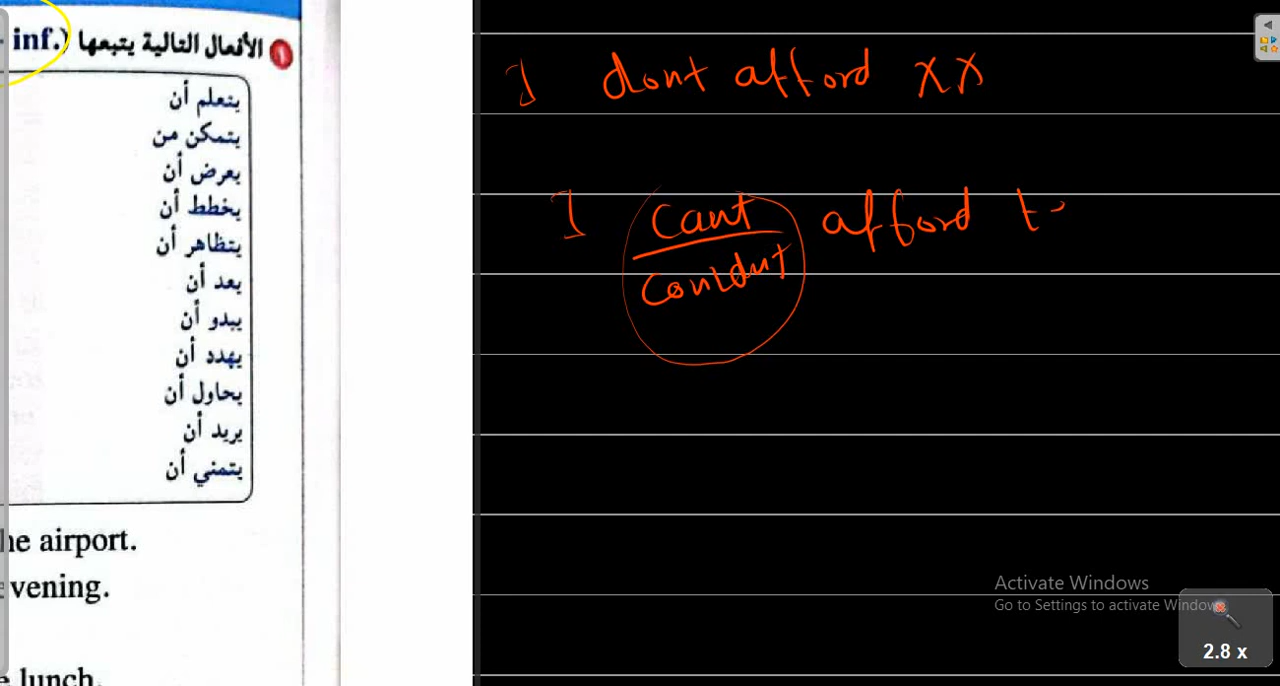 inf.) الأفعال التالية يتبعها ١
يتعلم أن
يتمكن من
يعرض أن
يخطط أن
يتظاهر أن
يعد أن
يبدو أن
يهدد أن
يحاول أن
يريد أن
يتمني أن
he airport.
evening.
e lunch.
I dont afford XX
I cant afford t
couldnt
Activate Windows
Go to Settings to activate Windows
2.8 x